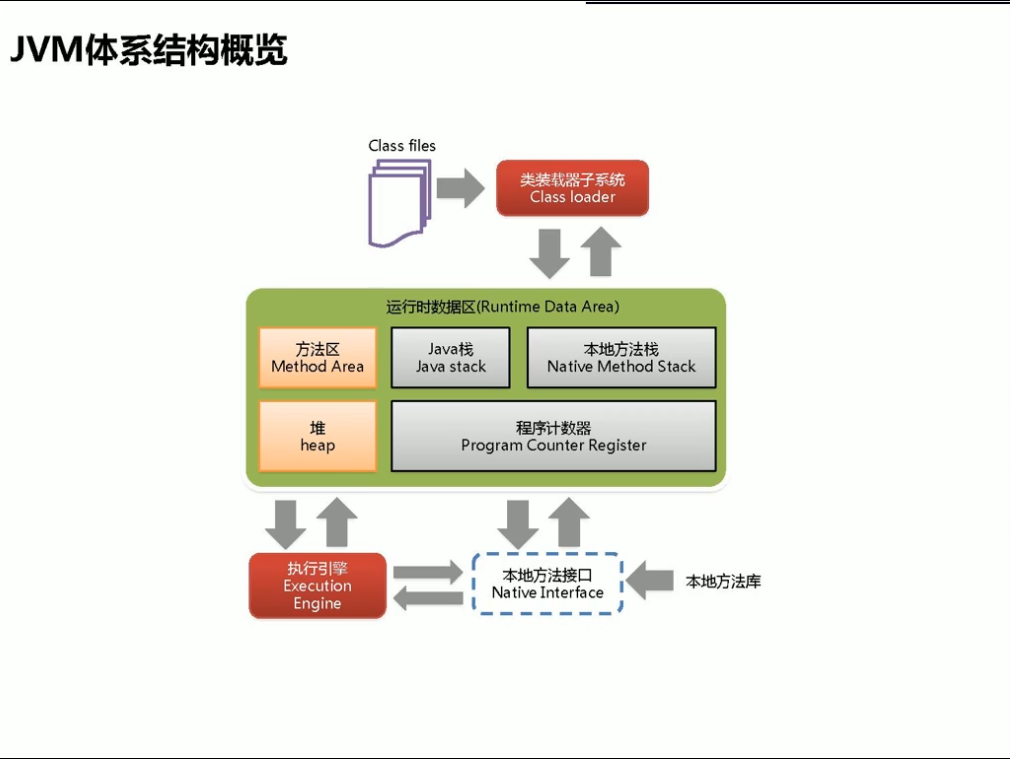 JVM体系结构概览
Class files
类装载器子系统
Class loader
运行时数据区(Runtime Data Area)
方法区
Method Area
Java栈
Java stack
本地方法栈
Native Method Stack
堆
heap
程序计数器
Program Counter Register
执行引擎
Execution
Engine
本地方法接口
Native Interface
本地方法库